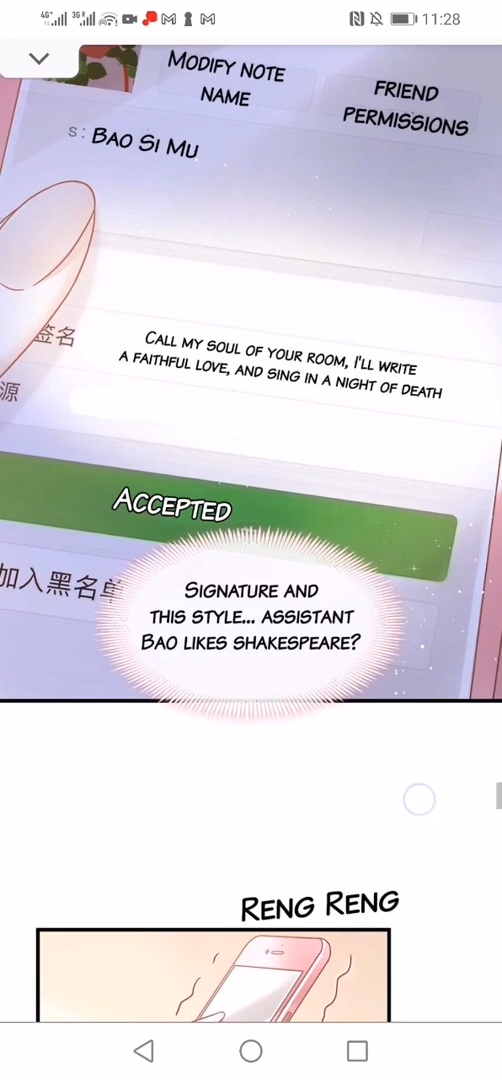 4G+ 3G 11:28
MODIFY NOTE
NAME
FRIEND
PERMISSIONS
s: BAO SI MU
签名
CALL MY SOUL OF YOUR ROOM, I'LL WRITE
A FAITHFUL LOVE, AND SING IN A NIGHT OF DEATH
源
ACCEPTED
加入黑名单
SIGNATURE AND
THIS STYLE... ASSISTANT
BAO LIKES SHAKESPEARE?
RENG RENG